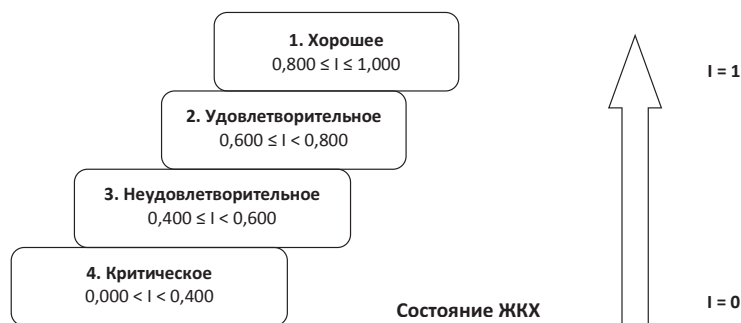 1. Хорошее
0,800 ≤ I ≤ 1,000
I = 1
2. Удовлетворительное
0,600 ≤ I < 0,800
3. Неудовлетворительное
0,400 ≤ I < 0,600
4. Критическое
0,000 < I < 0,400
Состояние ЖКХ
I = 0